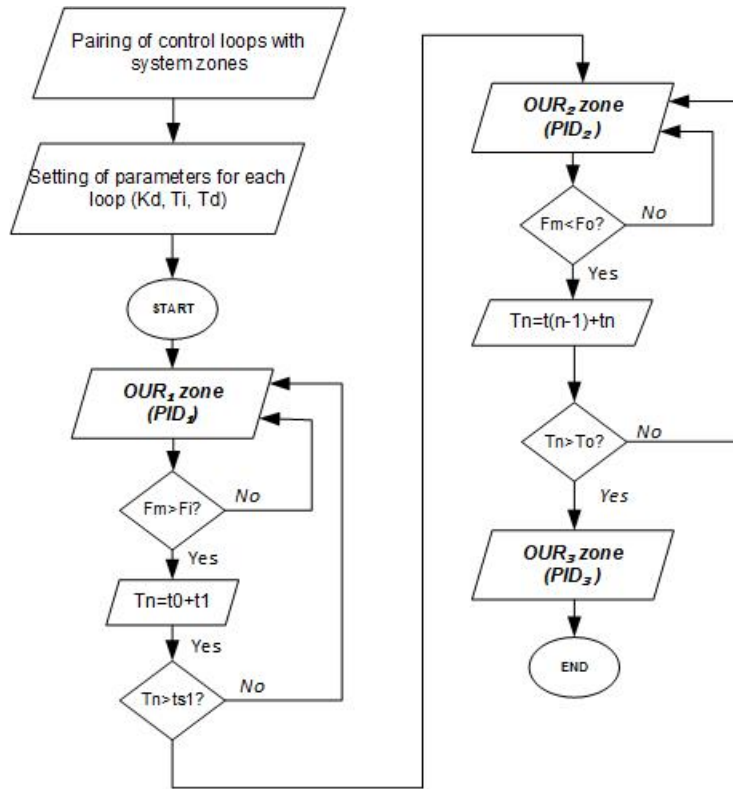 Pairing of control loops with
system zones
Setting of parameters for each
loop (Kd, Ti, Td)
START
OUR₁ zone
(PID₁)
Fm>Fi?
No
Yes
Tn=t0+t1
Yes
Tn>ts1?
No
OUR₂ zone
(PID₂)
Fm<Fo?
No
Yes
Tn=t(n-1)+tn
Tn>To?
No
Yes
OUR₃ zone
(PID₃)
END